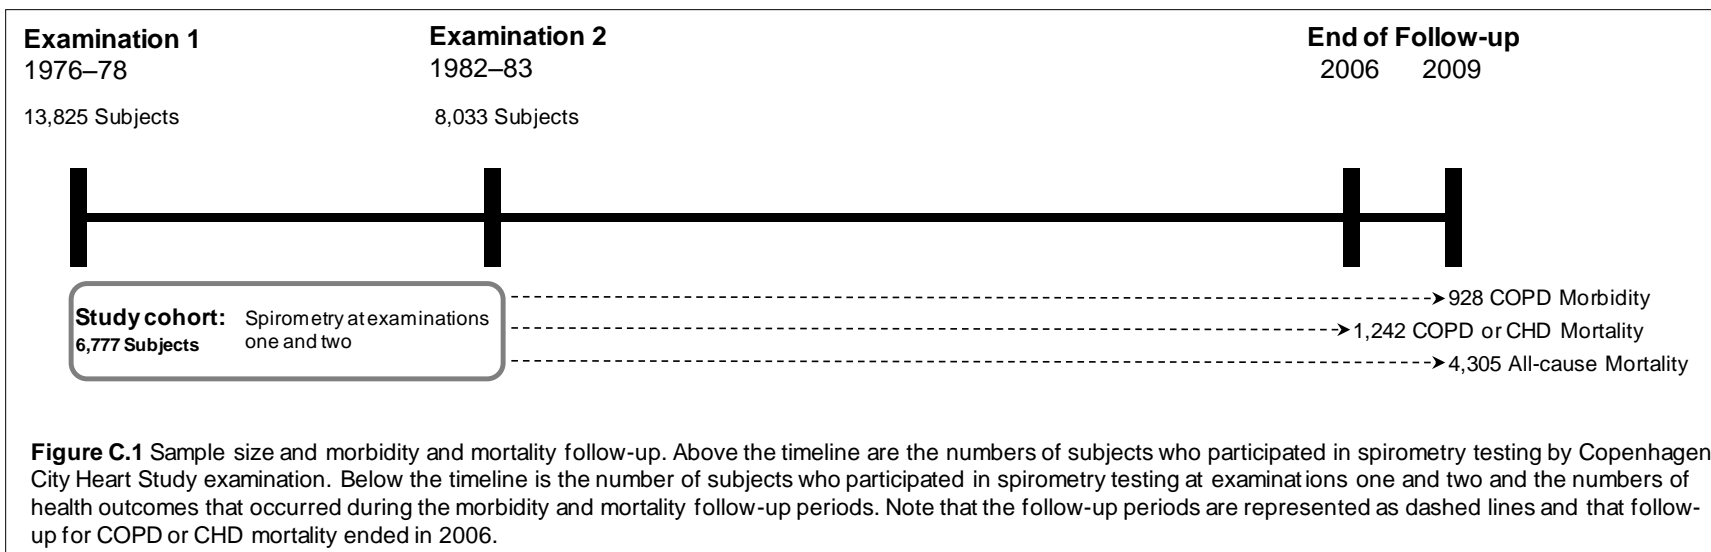 Examination 1
1976–78
13,825 Subjects
Examination 2
1982–83
8,033 Subjects
End of Follow-up
2006 2009
Study cohort: Spirometry at examinations
6,777 Subjects one and two
928 COPD Morbidity
1,242 COPD or CHD Mortality
4,305 All-cause Mortality
Figure C.1 Sample size and morbidity and mortality follow-up. Above the timeline are the numbers of subjects who participated in spirometry testing by Copenhagen
City Heart Study examination. Below the timeline is the number of subjects who participated in spirometry testing at examinations one and two and the numbers of
health outcomes that occurred during the morbidity and mortality follow-up periods. Note that the follow-up periods are represented as dashed lines and that follow-
up for COPD or CHD mortality ended in 2006.